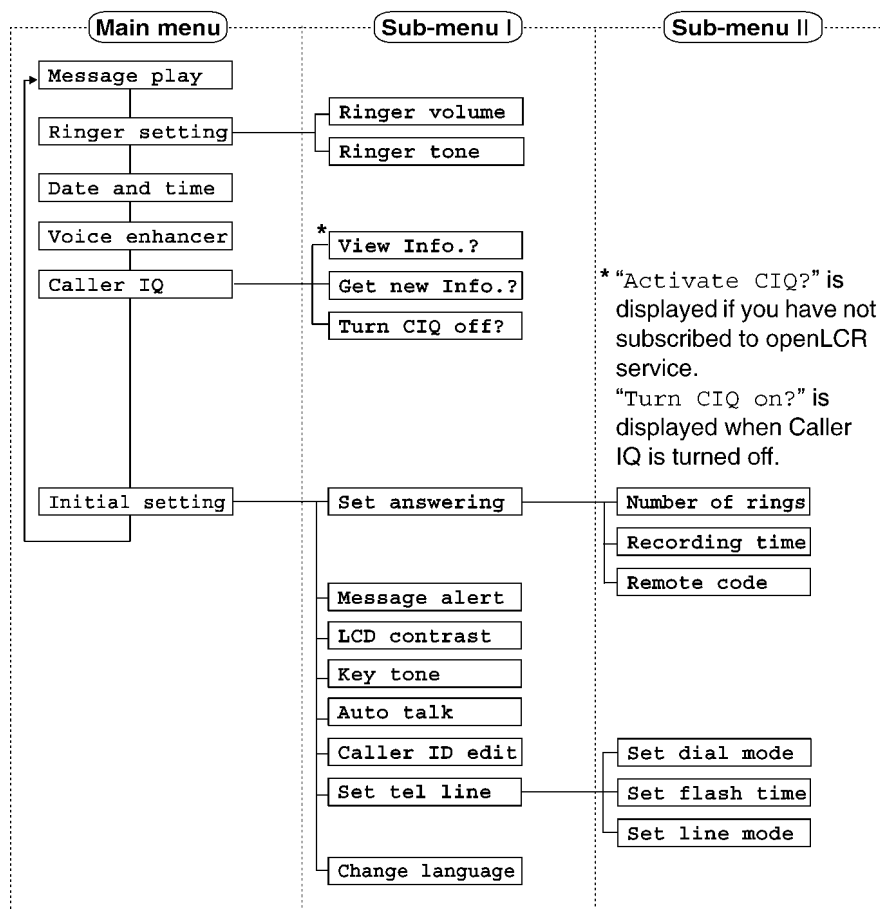 Main menu
Sub-menu I
Sub-menu II
Message play
Ringer setting
Ringer volume
Ringer tone
Date and time
Voice enhancer
Caller IQ
*
View Info.?
Get new Info.?
Turn CIQ off?
* “Activate CIQ?” is
displayed if you have not
subscribed to openLCR
service.
“Turn CIQ on?” is
displayed when Caller
IQ is turned off.
Initial setting
Set answering
Number of rings
Recording time
Remote code
Message alert
LCD contrast
Key tone
Auto talk
Caller ID edit
Set tel line
Set dial mode
Set flash time
Set line mode
Change language